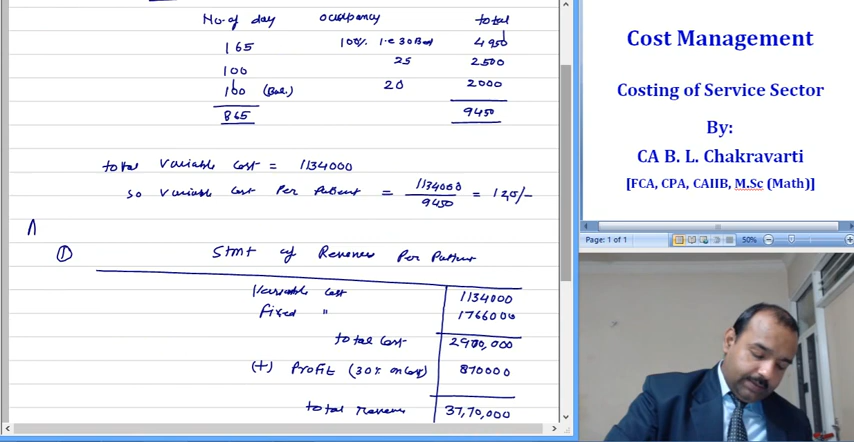 No. of day occupancy total
165 100% i.e 30 Bed 4950
100 25 2500
100 (Bal.) 20 2000
865 9450
total Variable Cost = 1134000
so Variable Cost Per Patient = 1134000 / 9450 = 120/-
①
Stmt of Revenue Per Patient
Variable Cost 1134000
Fixed " 1766000
total Cost 2900,000
(+) Profit (30% on Cost) 870000
total Revenue 37,70,000
Cost Management
Costing of Service Sector
By:
CA B. L. Chakravarti
[FCA, CPA, CAIIB, M.Sc (Math)]
Page: 1 of 1 50%